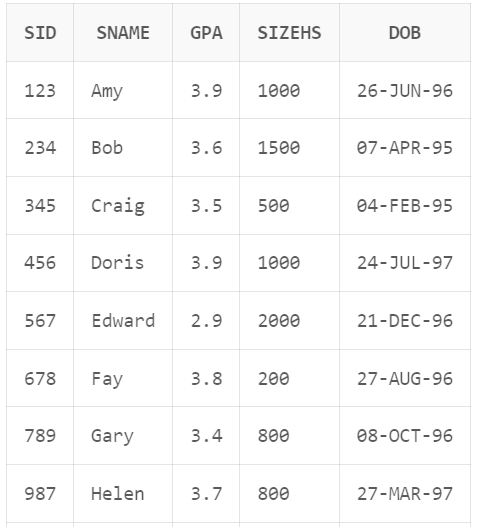 SID SNAME GPA SIZEHS DOB
123 Amy 3.9 1000 26-JUN-96
234 Bob 3.6 1500 07-APR-95
345 Craig 3.5 500 04-FEB-95
456 Doris 3.9 1000 24-JUL-97
567 Edward 2.9 2000 21-DEC-96
678 Fay 3.8 200 27-AUG-96
789 Gary 3.4 800 08-OCT-96
987 Helen 3.7 800 27-MAR-97